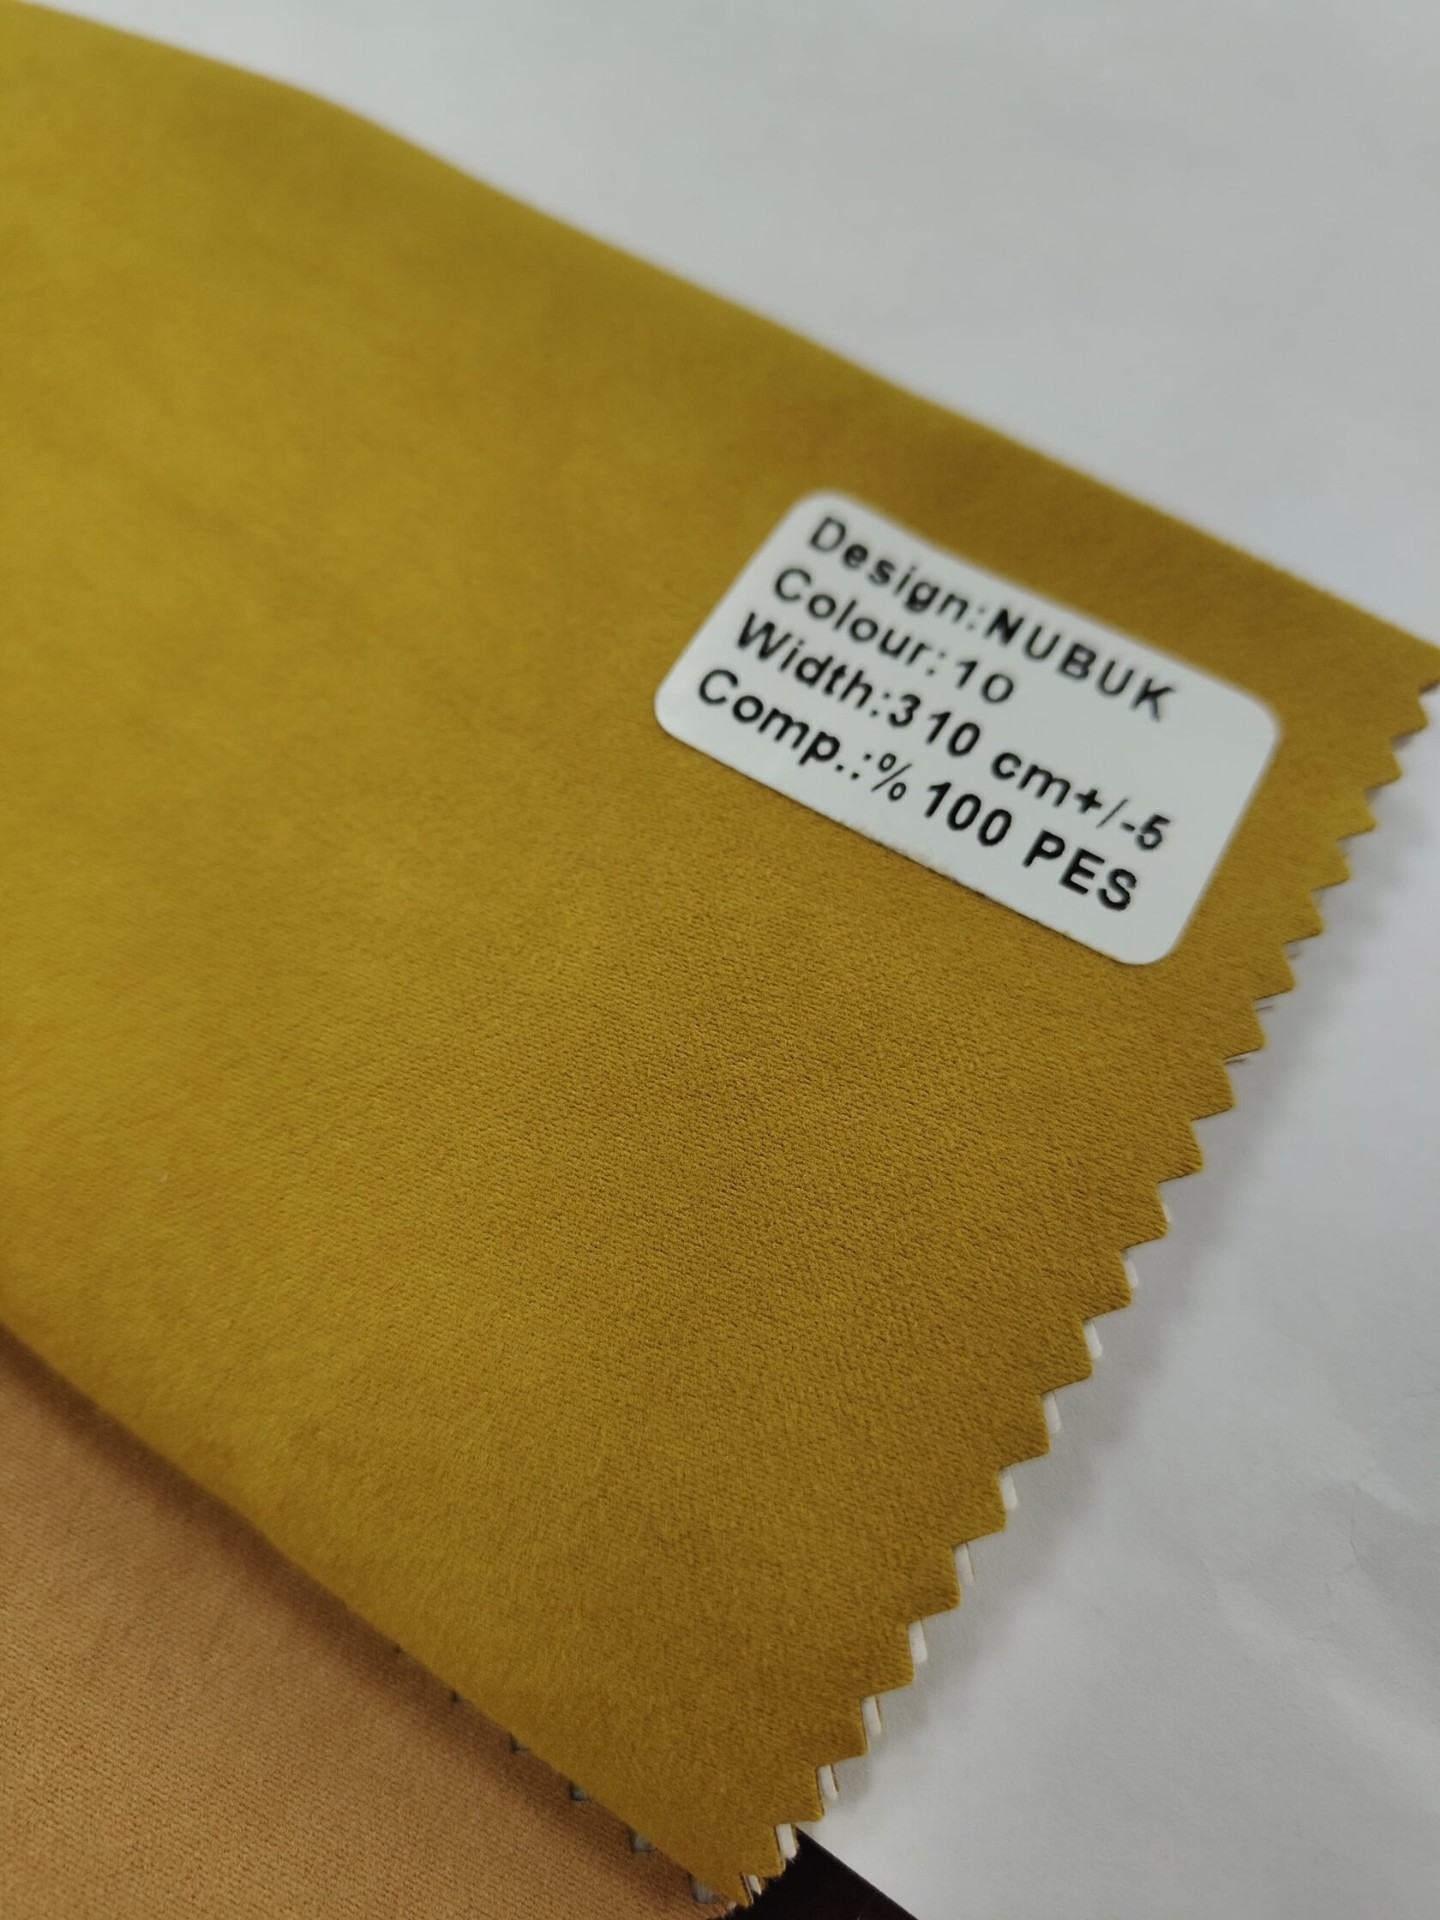 Design:NUBUK
Colour:10
Width:310 cm+/-5
Comp.:% 100 PES